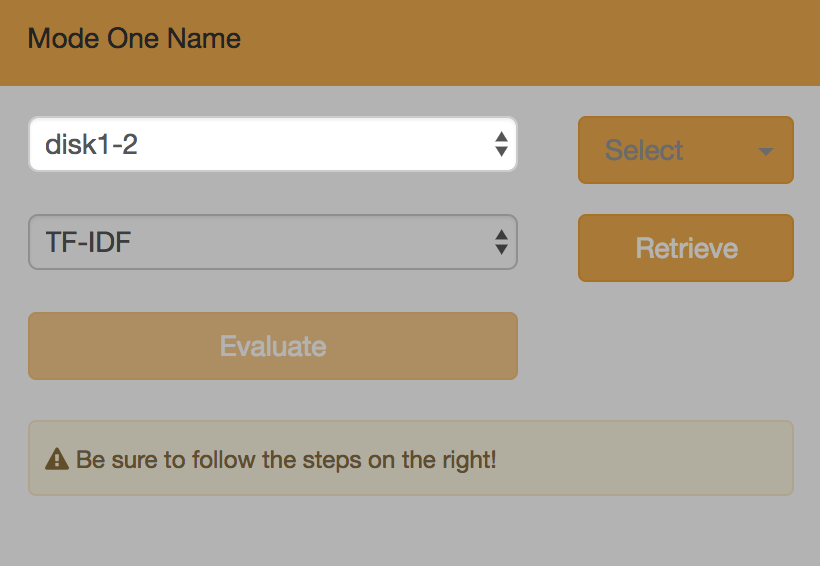 Mode One Name
disk1-2
Select
TF-IDF
Retrieve
Evaluate
Be sure to follow the steps on the right!